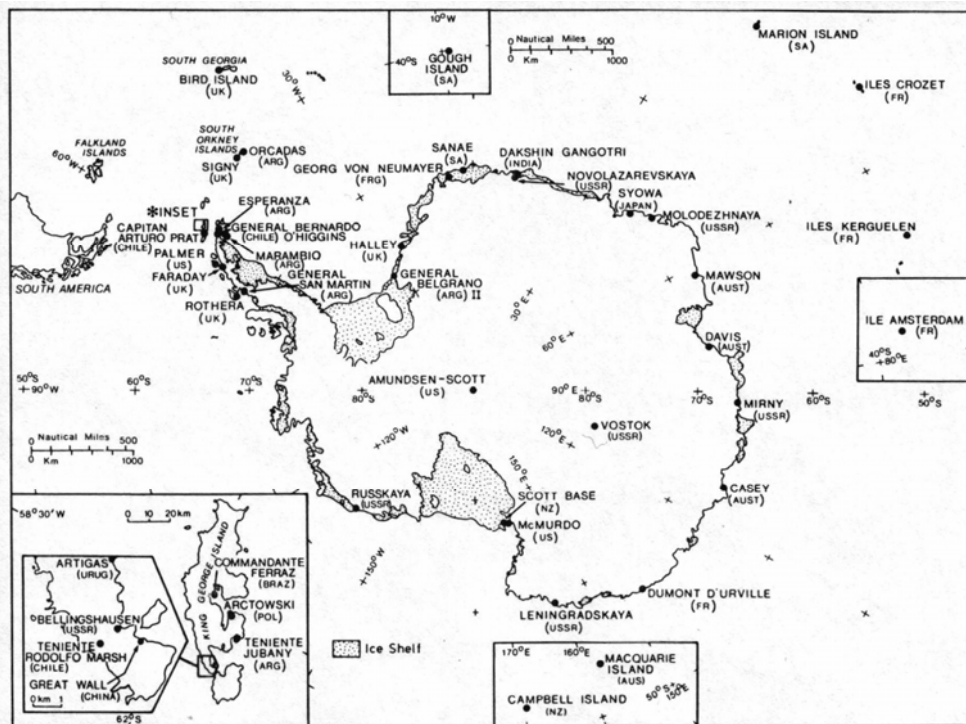 10°W
40°S
GOUGH
ISLAND
(SA)
0 Nautical Miles 500
0 Km 1000
MARION ISLAND
(SA)
ILES CROZET
(FR)
SOUTH GEORGIA
BIRD ISLAND
(UK)
30°W
FALKLAND
ISLANDS
60°W
SOUTH
ORKNEY
ISLANDS
ORCADAS
(ARG)
SIGNY
(UK)
SANAE
(SA)
GEORG VON NEUMAYER
(FRG)
DAKSHIN GANGOTRI
(INDIA)
NOVOLAZAREVSKAYA
(USSR)
SYOWA
(JAPAN)
MOLODEZHNAYA
(USSR)
ESPERANZA
(ARG)
*INSET
CAPITAN
ARTURO PRAT
(CHILE)
GENERAL BERNARDO
(CHILE) O'HIGGINS
MARAMBIO
(ARG)
PALMER
(US)
FARADAY
(UK)
GENERAL
SAN MARTIN
(ARG)
ROTHERA
(UK)
SOUTH AMERICA
HALLEY
(UK)
GENERAL
BELGRANO
(ARG) II
ILES KERGUELEN
(FR)
MAWSON
(AUST)
30°E
60°E
DAVIS
(AUST)
ILE AMSTERDAM
(FR)
40°S
80°E
50°S
90°W
60°S
70°S
80°S
AMUNDSEN-SCOTT
(US)
90°E
80°S
70°S
60°S
50°S
MIRNY
(USSR)
VOSTOK
(USSR)
120°W
120°E
150°E
0 Nautical Miles 500
0 Km 1000
CASEY
(AUST)
RUSSKAYA
(USSR)
SCOTT BASE
(NZ)
McMURDO
(US)
150°W
DUMONT D'URVILLE
(FR)
LENINGRADSKAYA
(USSR)
58°30'W
0 10 20km
KING GEORGE ISLAND
COMMANDANTE
FERRAZ
(BRAZ)
ARCTOWSKI
(POL)
TENIENTE
JUBANY
(ARG)
ARTIGAS
(URUG)
BELLINGSHAUSEN
(USSR)
TENIENTE
RODOLFO MARSH
(CHILE)
GREAT WALL
(CHINA)
0 km 1
62°S
Ice Shelf
170°E
160°E
MACQUARIE
ISLAND
(AUS)
50°S
150°E
CAMPBELL ISLAND
(NZ)